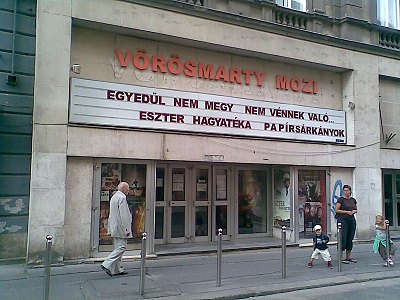 VÖRÖSMARTY MOZI
EGYEDÜL NEM MEGY NEM VÉNNEK VALÓ...
ESZTER HAGYATÉKA PAPÍRSÁRKÁNYOK